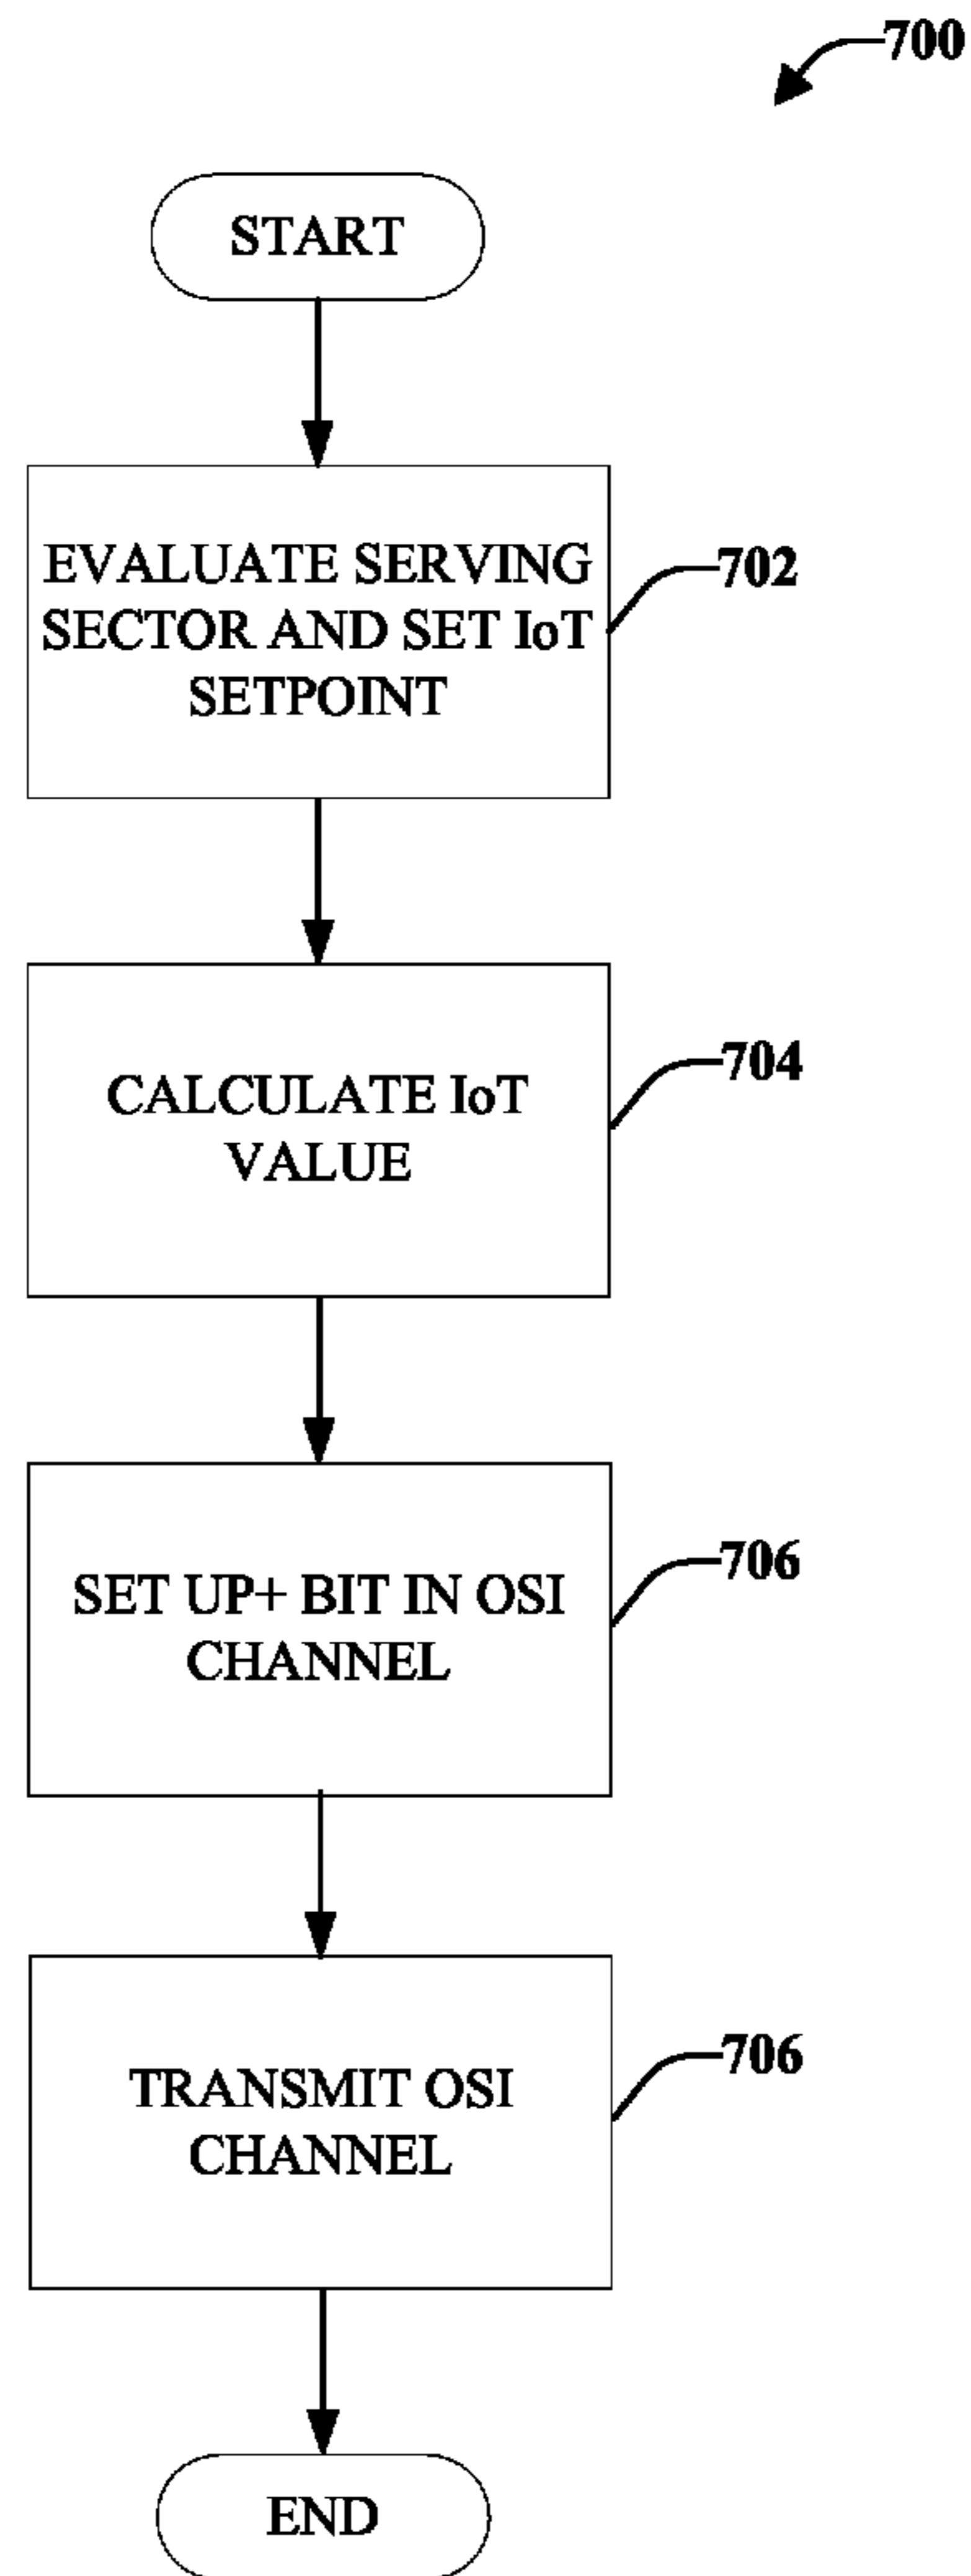 700
START
EVALUATE SERVING
SECTOR AND SET IoT
SETPOINT
702
CALCULATE IoT
VALUE
704
SET UP+ BIT IN OSI
CHANNEL
706
TRANSMIT OSI
CHANNEL
706
END